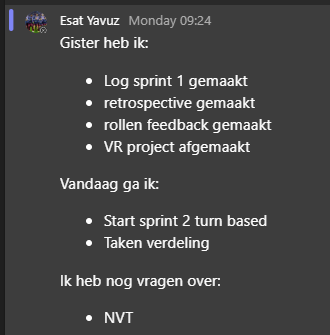 Esat Yavuz Monday 09:24
Gister heb ik:
• Log sprint 1 gemaakt
• retrospective gemaakt
• rollen feedback gemaakt
• VR project afgemaakt
Vandaag ga ik:
• Start sprint 2 turn based
• Taken verdeling
Ik heb nog vragen over:
• NVT